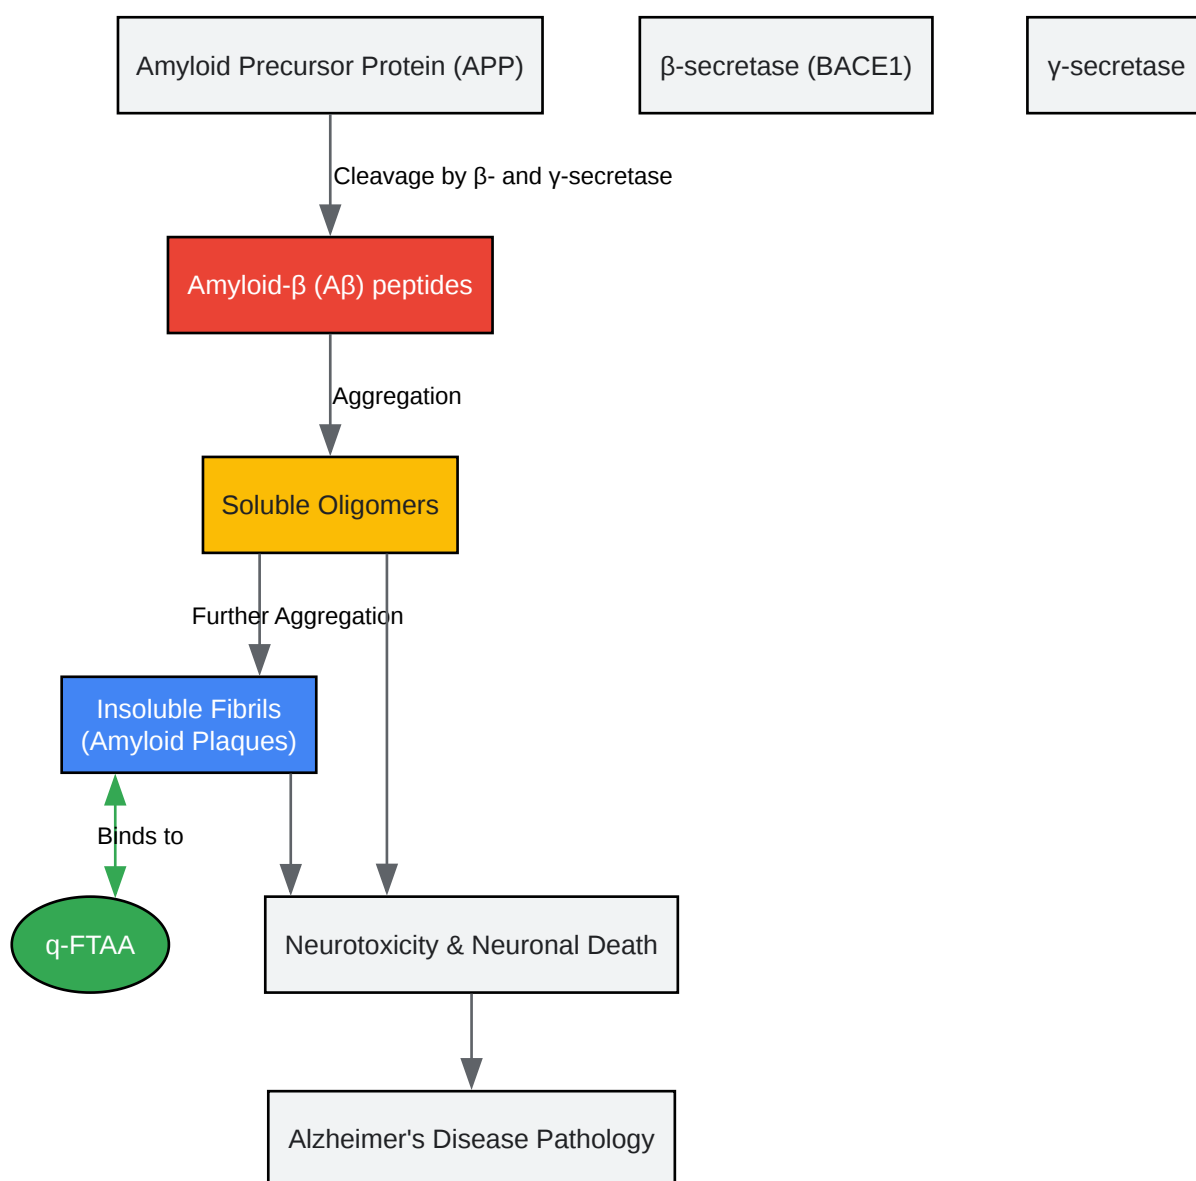 Amyloid Precursor Protein (APP)
β-secretase (BACE1)
γ-secretase
Cleavage by β- and γ-secretase
Amyloid-β (Aβ) peptides
Aggregation
Soluble Oligomers
Further Aggregation
Insoluble Fibrils
(Amyloid Plaques)
Binds to
q-FTAA
Neurotoxicity & Neuronal Death
Alzheimer's Disease Pathology